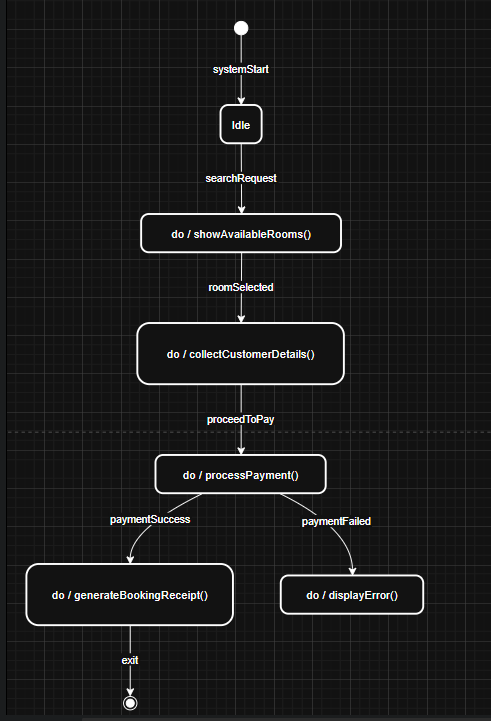 systemStart
Idle
searchRequest
do / showAvailableRooms()
roomSelected
do / collectCustomerDetails()
proceedToPay
do / processPayment()
paymentSuccess
paymentFailed
do / generateBookingReceipt()
do / displayError()
exit